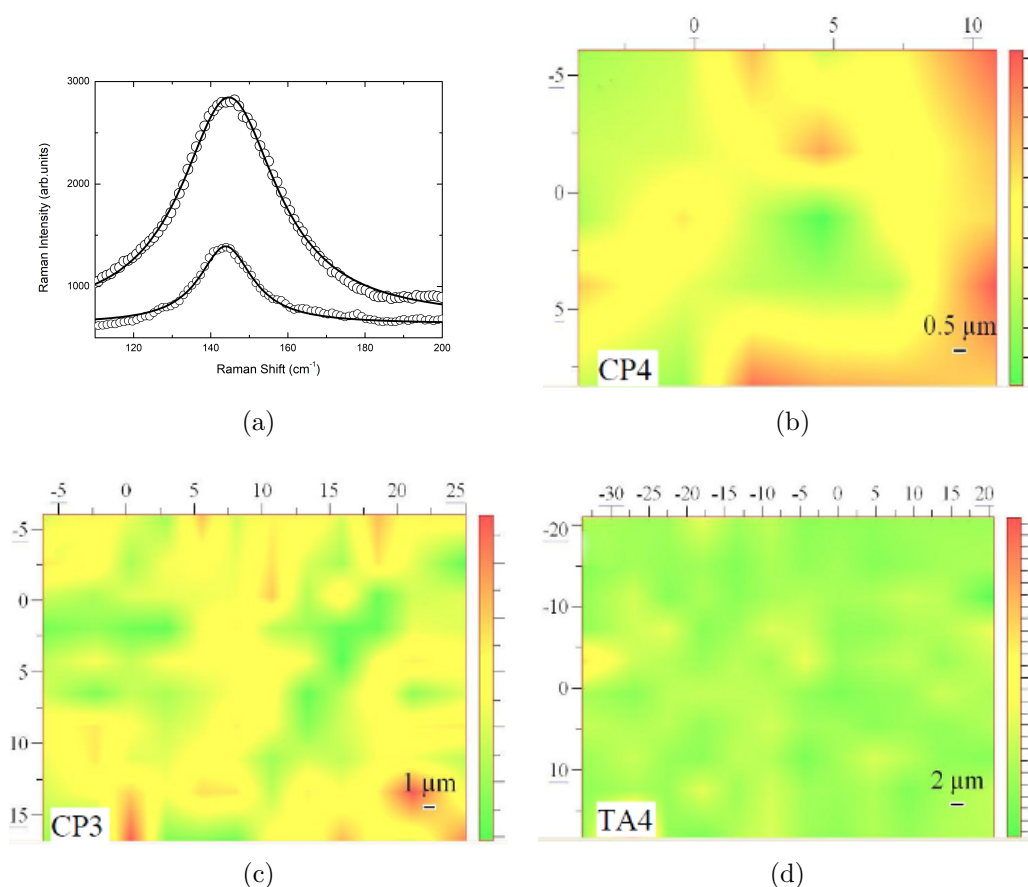 3000
2000
1000
120 140 160 180 200
Raman Intensity (arb.units)
Raman Shift (cm⁻¹)
(a)
0 5 10
-5
0
5
0.5 µm
CP4
(b)
-5 0 5 10 15 20 25
-5
0
5
10
15
1 µm
CP3
(c)
-30 -25 -20 -15 -10 -5 0 5 10 15 20
-20
-10
0
10
2 µm
TA4
(d)